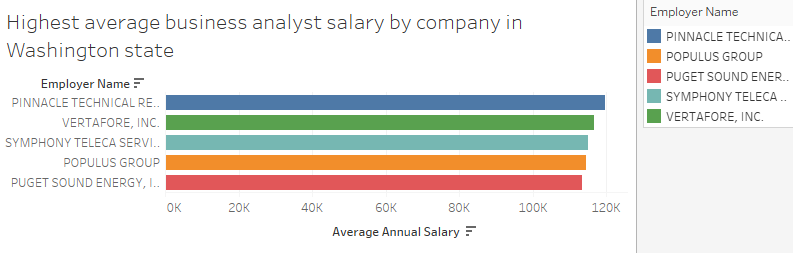 Highest average business analyst salary by company in
Washington state
Employer Name
PINNACLE TECHNICAL RE..
VERTAFORE, INC.
SYMPHONY TELECA SERVI..
POPULUS GROUP
PUGET SOUND ENERGY, I..
0K 20K 40K 60K 80K 100K 120K
Average Annual Salary
Employer Name
PINNACLE TECHNICA..
POPULUS GROUP
PUGET SOUND ENER..
SYMPHONY TELECA ..
VERTAFORE, INC.